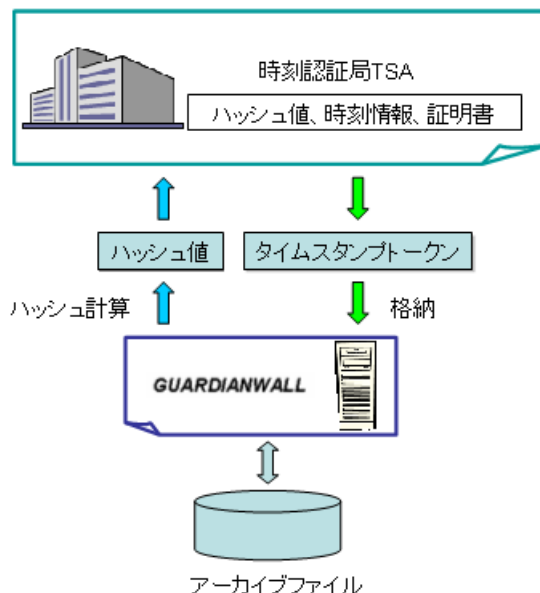 時刻認証局TSA
ハッシュ値、時刻情報、証明書
ハッシュ値
タイムスタンプトークン
ハッシュ計算
格納
GUARDIANWALL
アーカイブファイル